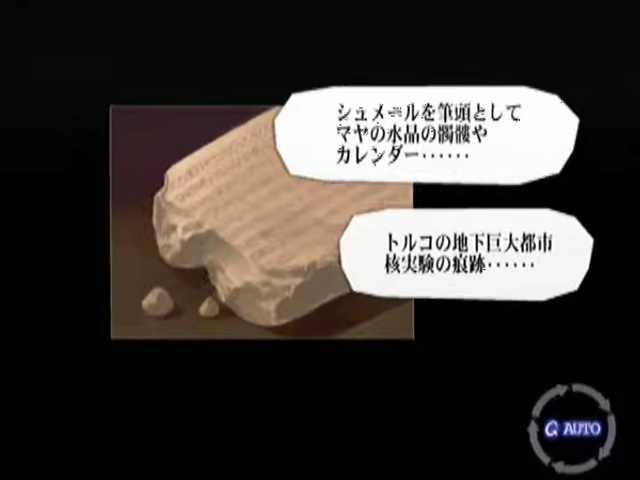 シュメールを筆頭として
マヤの水晶の髑髏や
カレンダー……
トルコの地下巨大都市
核実験の痕跡……
Q AUTO